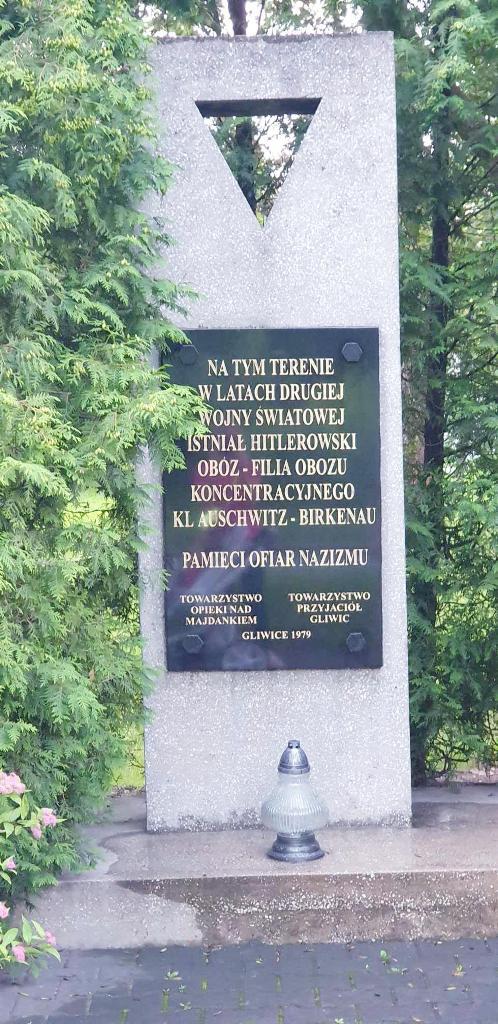 NA TYM TERENIE
W LATACH DRUGIEJ
WOJNY ŚWIATOWEJ
ISTNIAŁ HITLEROWSKI
OBÓZ - FILIA OBOZU
KONCENTRACYJNEGO
KL AUSCHWITZ - BIRKENAU
PAMIECI OFIAR NAZIZMU
TOWARZYSTWO
OPIEKI NAD
MAJDANKIEM
TOWARZYSTWO
PRZYJACIÓŁ
GLIWIC
GLIWICE 1979